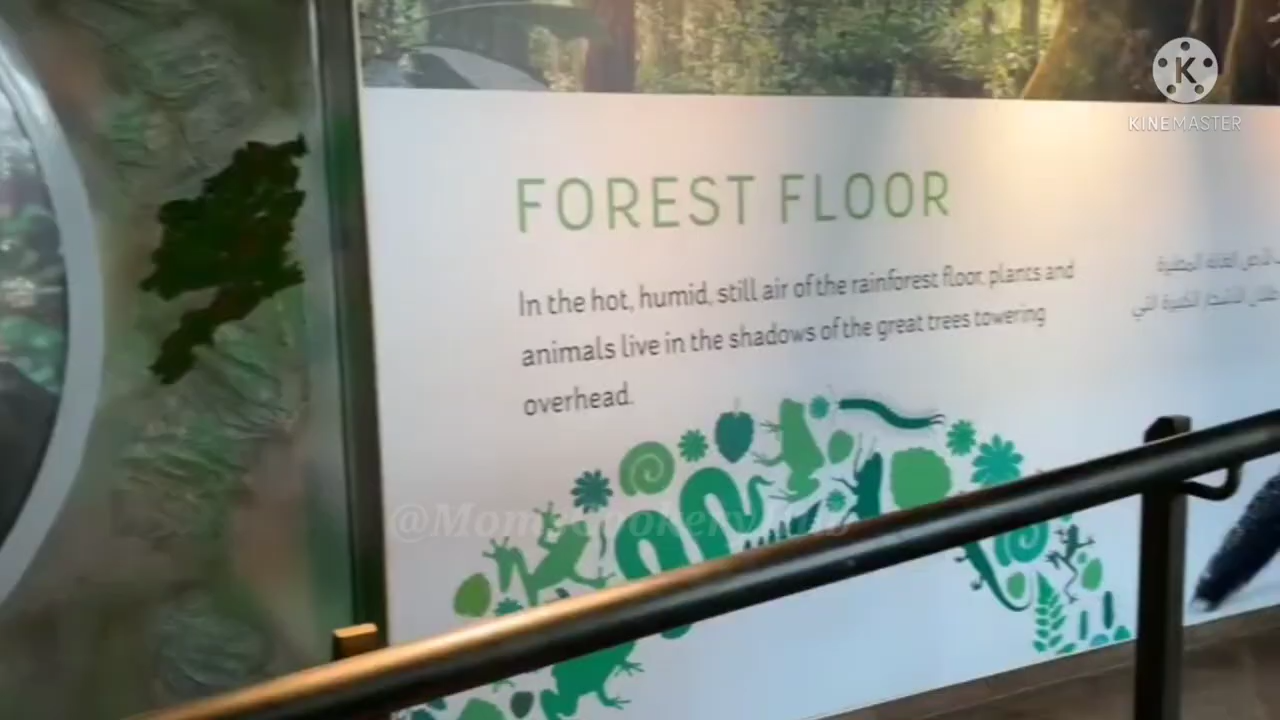 KINEMASTER
FOREST FLOOR
In the hot, humid, still air of the rainforest floor, plants and
animals live in the shadows of the great trees towering
overhead.